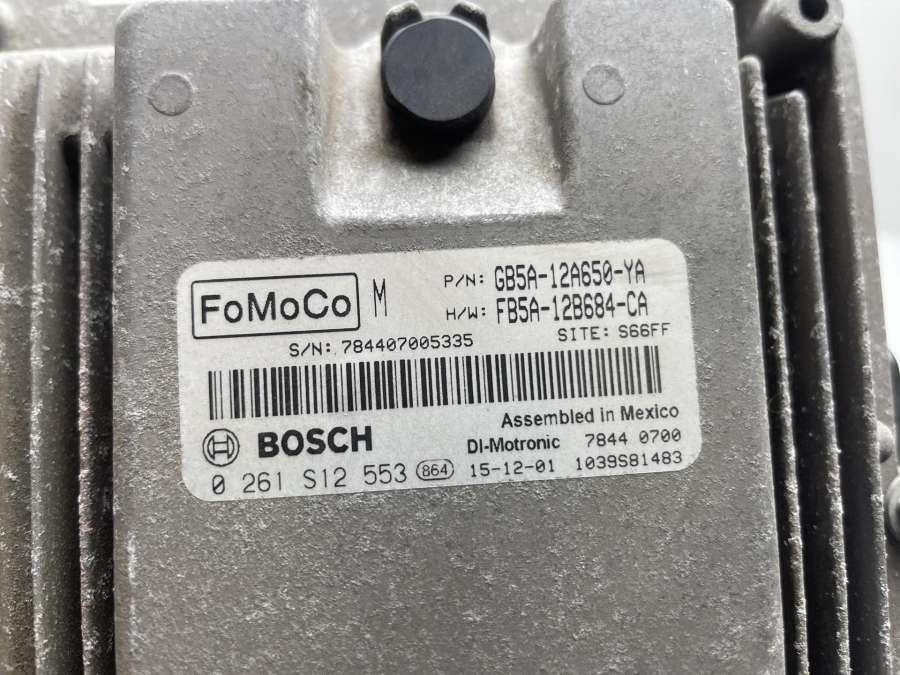 FoMoCo M P/N: GB5A-12A650-YA
H/W: FB5A-12B684-CA
S/N: 784407005335 SITE: S66FF
Assembled in Mexico
BOSCH DI-Motronic 7844 0700
0 261 S12 553 864 15-12-01 1039S81483